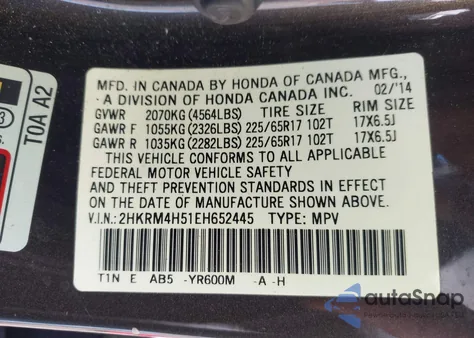 MFD. IN CANADA BY HONDA OF CANADA MFG.,
A DIVISION OF HONDA CANADA INC. 02/'14
GVWR 2070KG (4564LBS) TIRE SIZE RIM SIZE
GAWR F 1055KG (2326LBS) 225/65R17 102T 17X6.5J
GAWR R 1035KG (2282LBS) 225/65R17 102T 17X6.5J
THIS VEHICLE CONFORMS TO ALL APPLICABLE
FEDERAL MOTOR VEHICLE SAFETY
AND THEFT PREVENTION STANDARDS IN EFFECT
ON THE DATE OF MANUFACTURE SHOWN ABOVE.
V.I.N.: 2HKRM4H51EH652445 TYPE: MPV
T1N E AB5 -YR600M -A -H
TOA A2
3
autoSnap